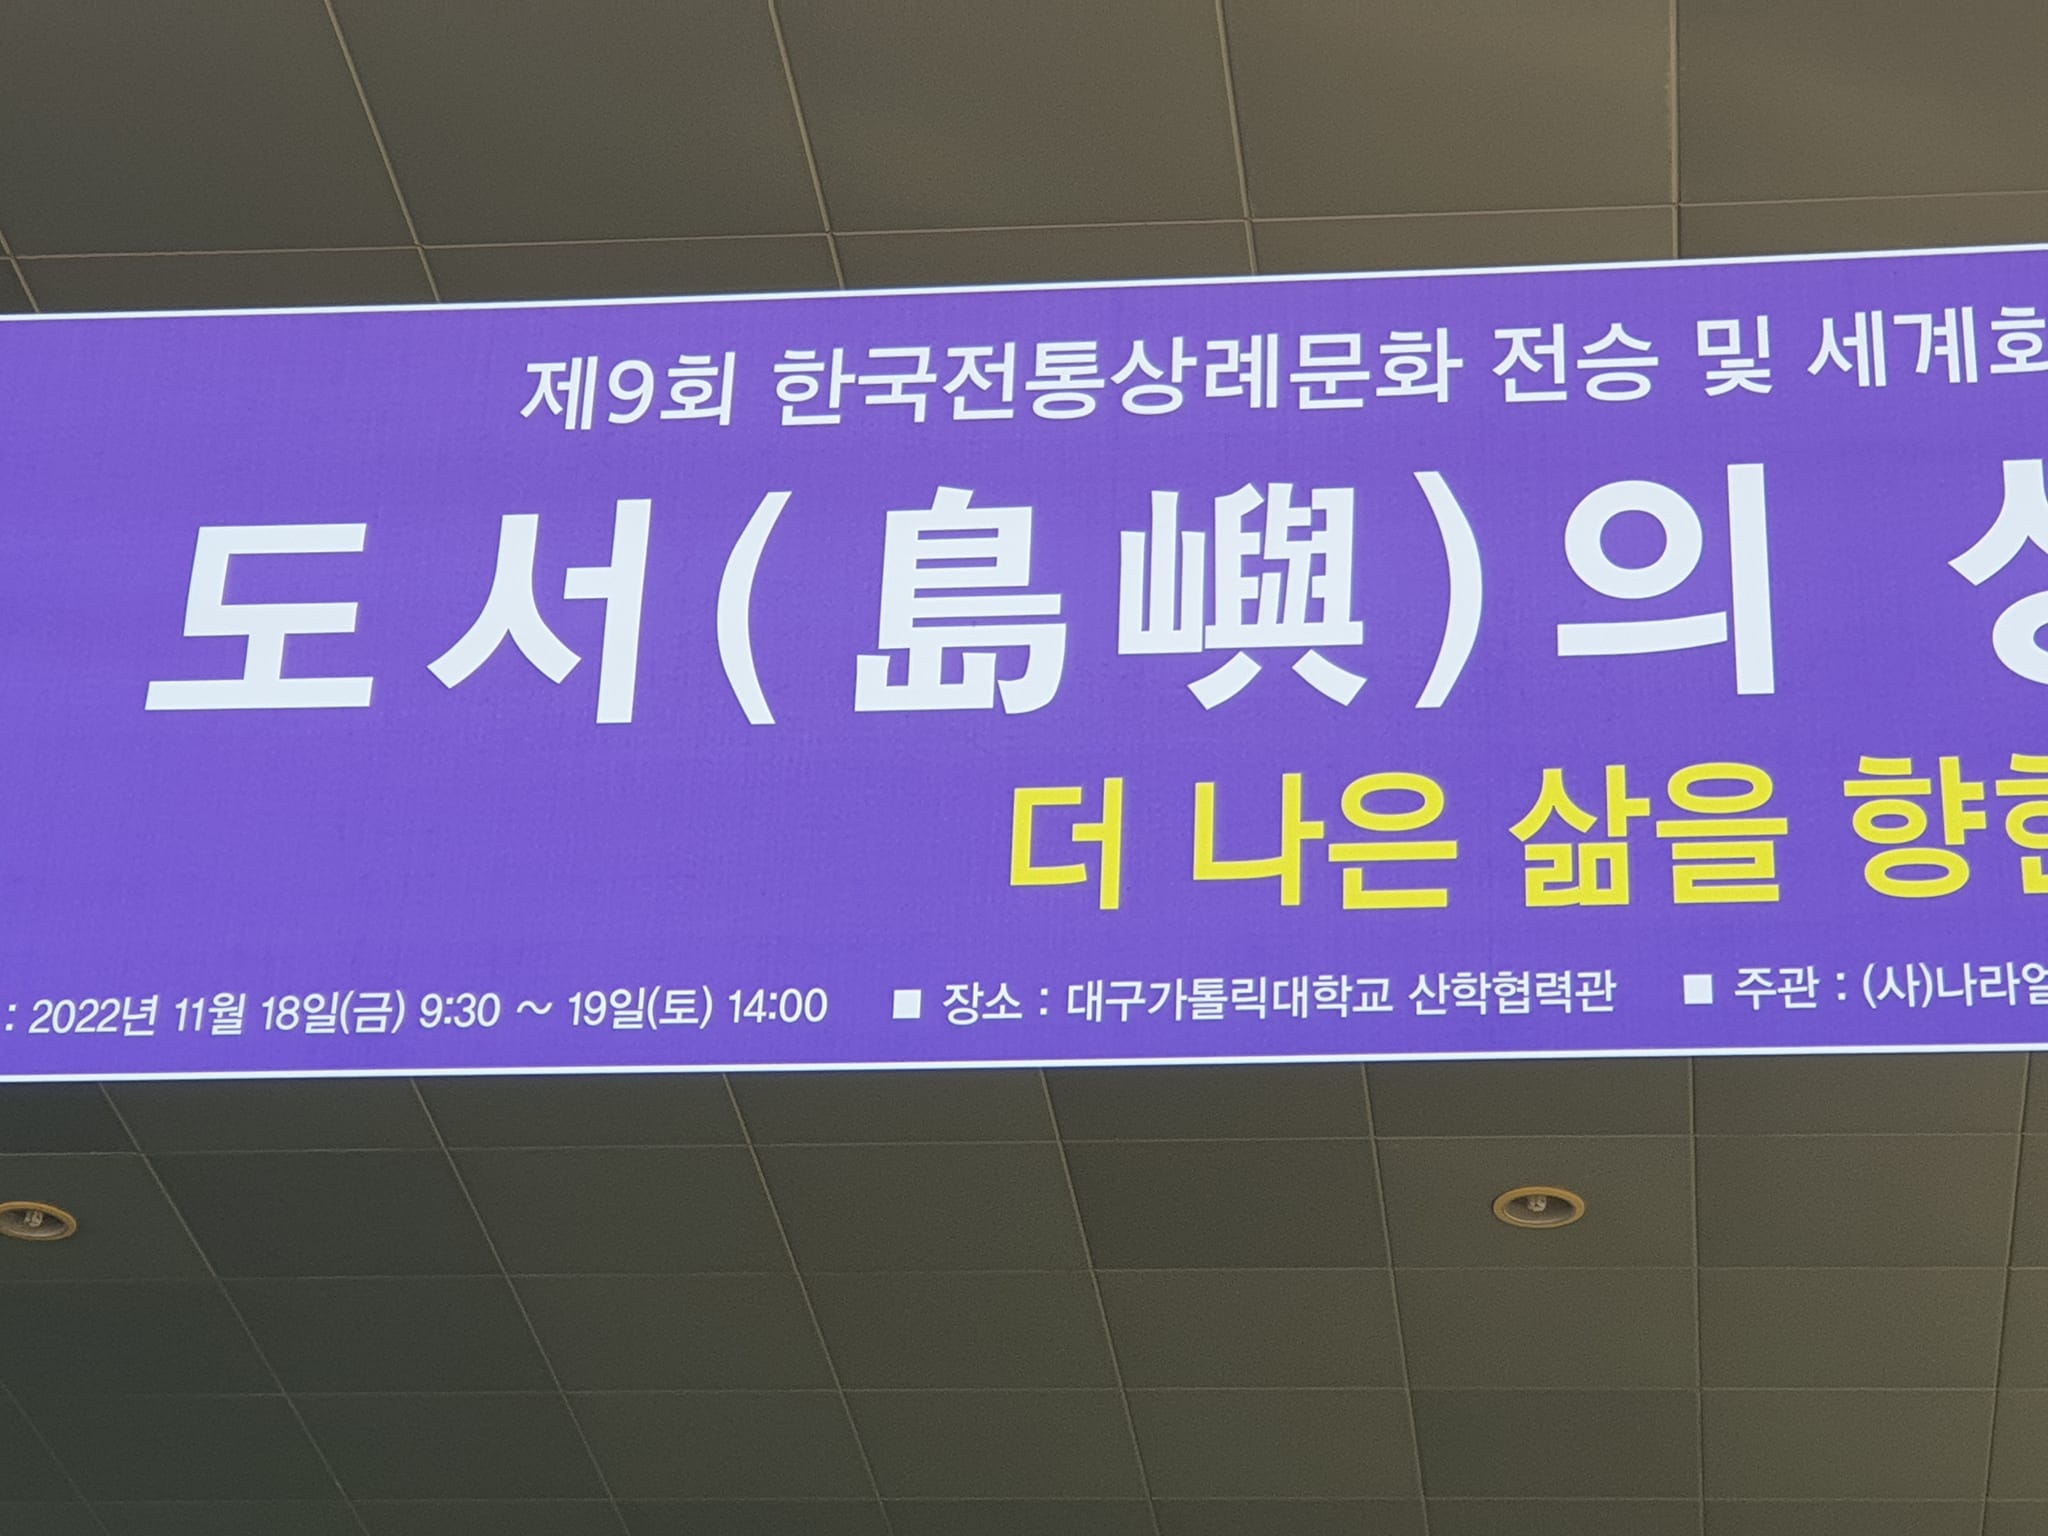 제9회 한국전통상례문화 전승 및 세계화
도서(島嶼)의 상
더 나은 삶을 향한
: 2022년 11월 18일(금) 9:30 ~ 19일(토) 14:00 ■ 장소 : 대구가톨릭대학교 산학협력관 ■ 주관 : (사)나라얼